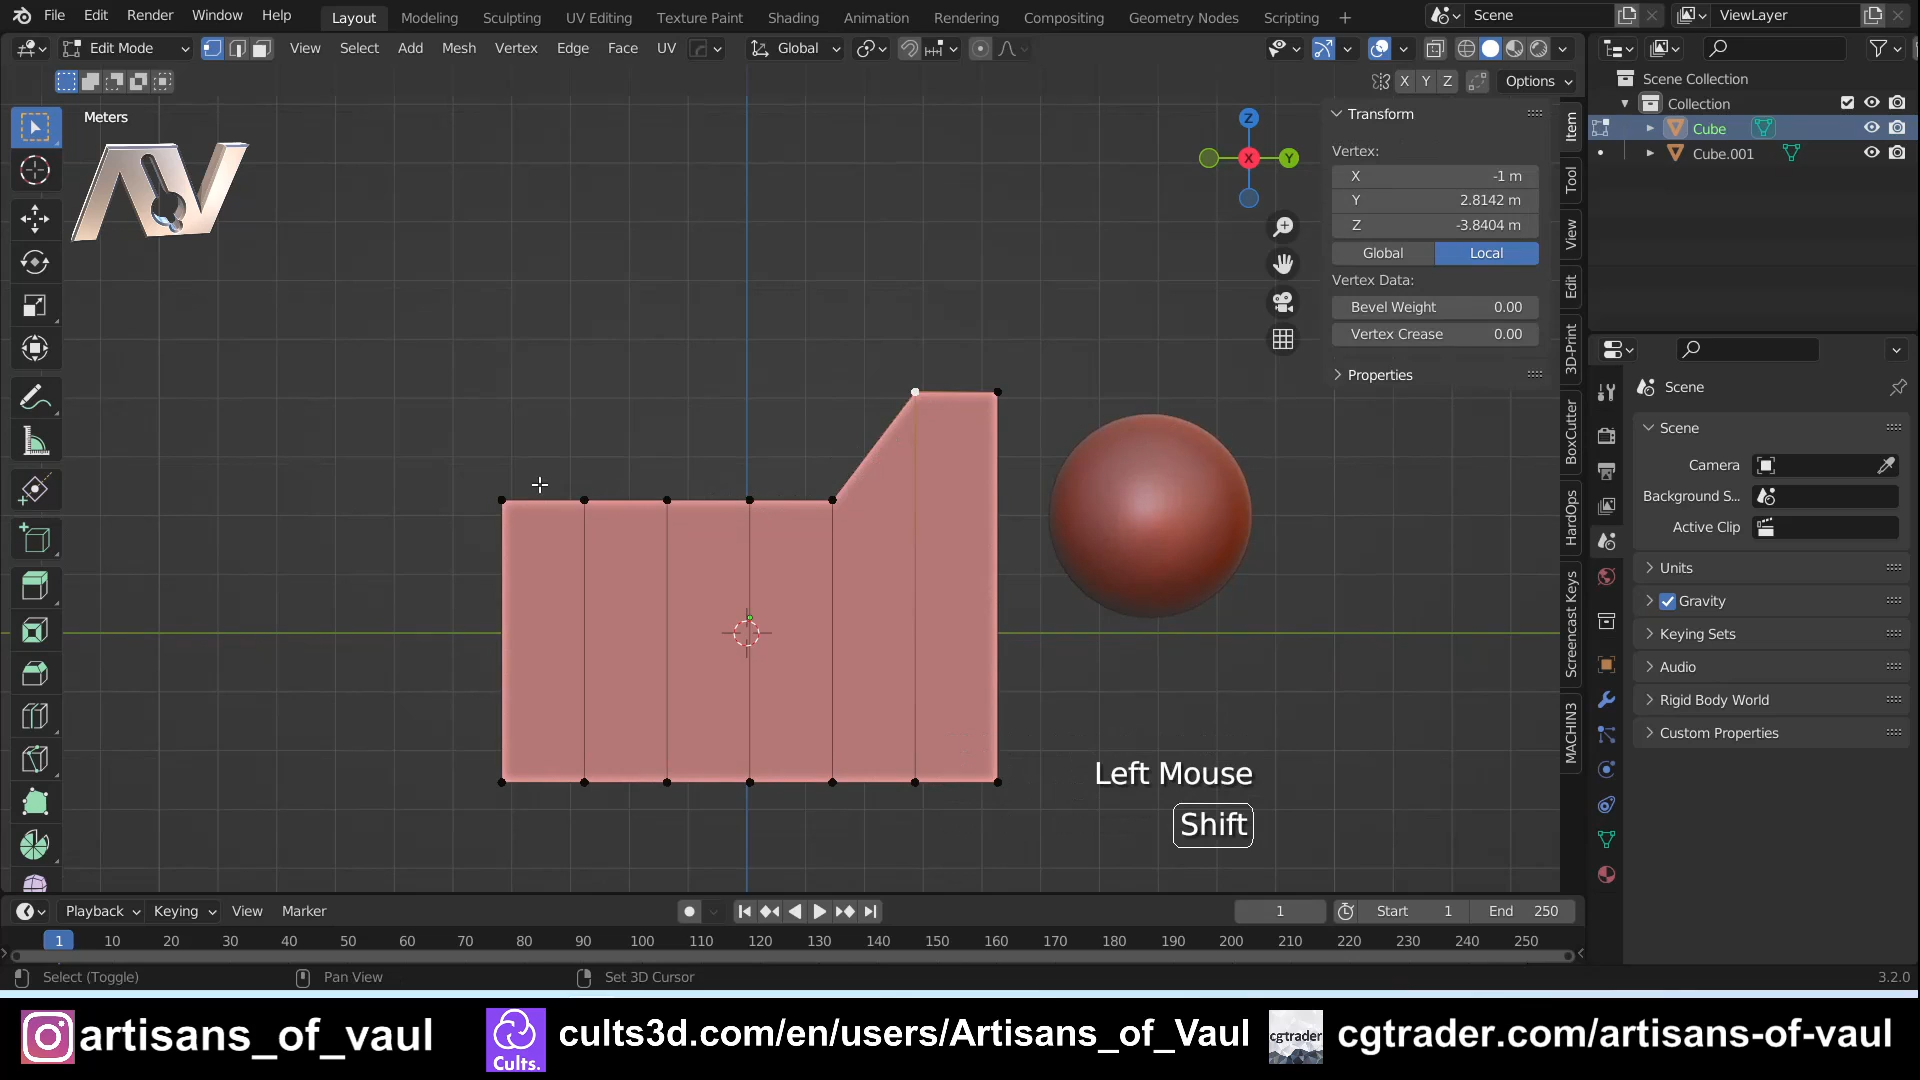 File Edit Render Window Help Layout Modeling Sculpting UV Editing Texture Paint Shading Animation Rendering Compositing Geometry Nodes Scripting + Scene ViewLayer
Edit Mode View Select Add Mesh Vertex Edge Face UV Global
X Y Z Options
Meters
Z
Y
X
Transform
Vertex:
X -1 m
Y 2.8142 m
Z -3.8404 m
Global Local
Vertex Data:
Bevel Weight 0.00
Vertex Crease 0.00
Properties
Item
Tool
View
Edit
3D-Print
BoxCutter
HardOps
Screencast Keys
MACHIN3
Scene Collection
Collection
Cube
Cube.001
Scene
Scene
Camera
Background S...
Active Clip
Units
Gravity
Keying Sets
Audio
Rigid Body World
Custom Properties
Left Mouse
Shift
Playback Keying View Marker 1 Start 1 End 250
1 10 20 30 40 50 60 70 80 90 100 110 120 130 140 150 160 170 180 190 200 210 220 230 240 250
Select (Toggle) Pan View Set 3D Cursor 3.2.0
artisans_of_vaul Cults. cults3d.com/en/users/Artisans_of_Vaul cgtrader cgtrader.com/artisans-of-vaul